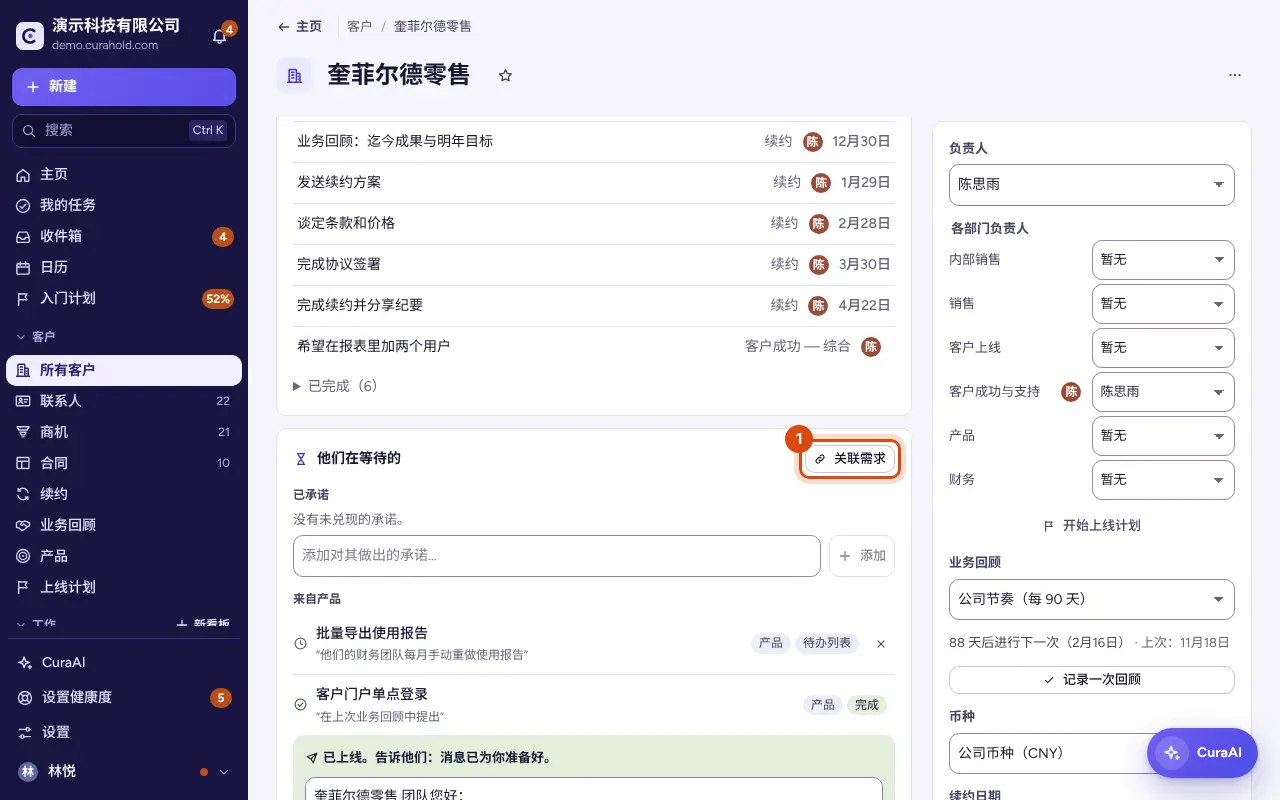 演示科技有限公司
demo.curahold.com
4
新建
搜索
Ctrl K
主页
我的任务
收件箱
4
日历
入门计划
52%
客户
所有客户
联系人
22
商机
21
合同
10
续约
业务回顾
产品
上线计划
工作
新看板
CuraAI
设置健康度
5
设置
林
林悦
主页
客户 / 奎菲尔德零售
奎菲尔德零售
业务回顾：迄今成果与明年目标
续约
陈
12月30日
发送续约方案
续约
陈
1月29日
谈定条款和价格
续约
陈
2月28日
完成协议签署
续约
陈
3月30日
完成续约并分享纪要
续约
陈
4月22日
希望在报表里加两个用户
客户成功 — 综合
陈
已完成（6）
他们在等待的
1
关联需求
已承诺
没有未兑现的承诺。
添加对其做出的承诺...
添加
来自产品
批量导出使用报告
“他们的财务团队每月手动重做使用报告”
产品
待办列表
客户门户单点登录
“在上次业务回顾中提出”
产品
完成
已上线。告诉他们：消息已为你准备好。
奎菲尔德零售 团队您好：
负责人
陈思雨
各部门负责人
内部销售
暂无
销售
暂无
客户上线
暂无
客户成功与支持
陈
陈思雨
产品
暂无
财务
暂无
开始上线计划
业务回顾
公司节奏（每 90 天）
88 天后进行下一次（2月16日） · 上次：11月18日
记录一次回顾
币种
公司币种（CNY）
续约日期
CuraAI